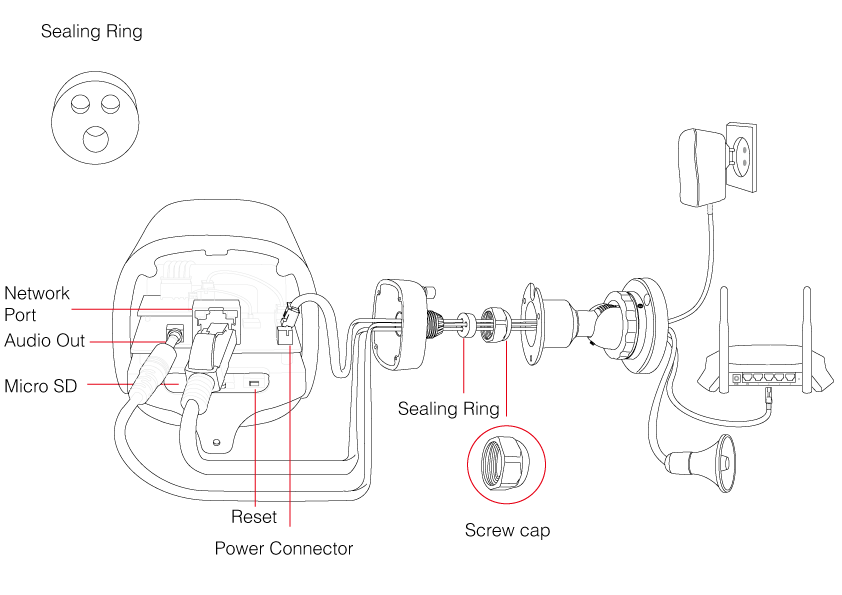 Sealing Ring
Network
Port
Audio Out
Micro SD
Sealing Ring
Reset
Screw cap
Power Connector